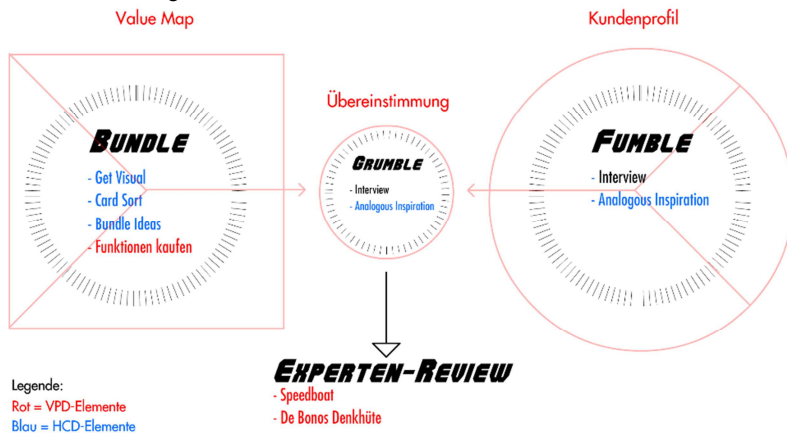 Value Map
Kundenprofil
Übereinstimmung
BUNDLE
- Get Visual
- Card Sort
- Bundle Ideas
- Funktionen kaufen
GRUMBLE
- Interview
- Analogous Inspiration
FUMBLE
- Interview
- Analogous Inspiration
EXPERTEN-REVIEW
- Speedboat
- De Bonos Denkhüte
Legende:
Rot = VPD-Elemente
Blau = HCD-Elemente